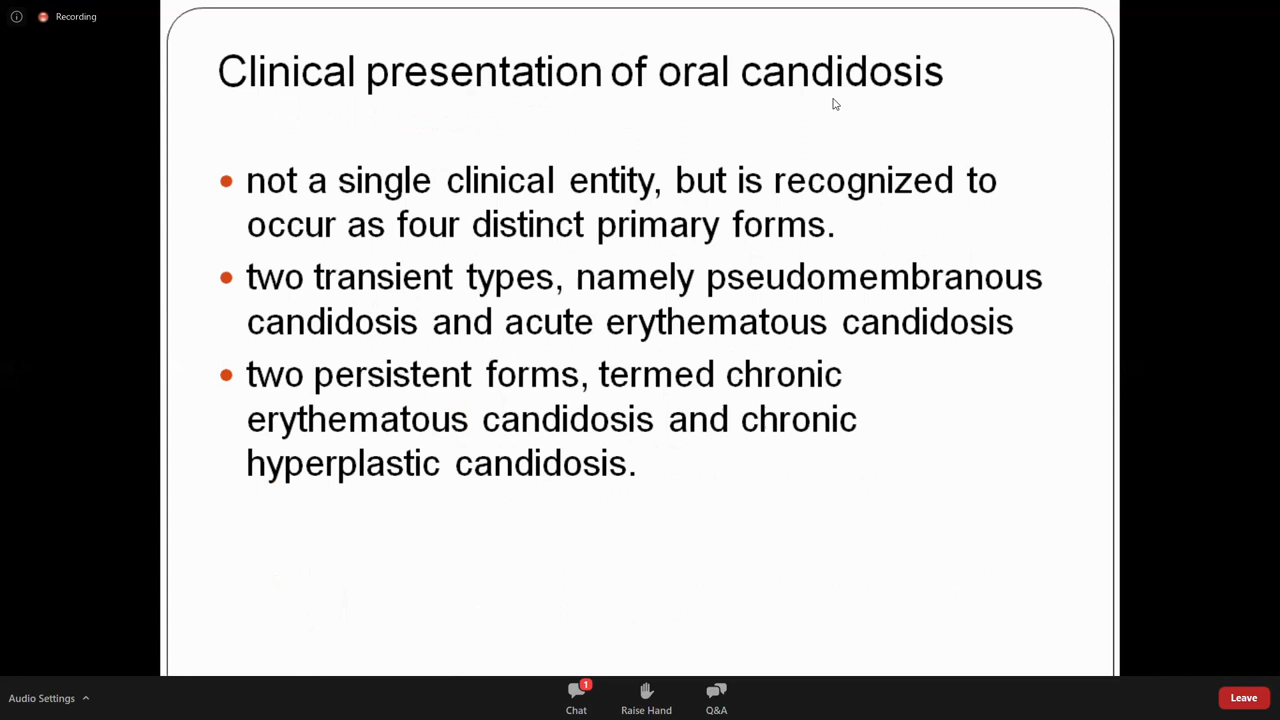 Recording
Clinical presentation of oral candidosis
not a single clinical entity, but is recognized to
occur as four distinct primary forms.
two transient types, namely pseudomembranous
candidosis and acute erythematous candidosis
two persistent forms, termed chronic
erythematous candidosis and chronic
hyperplastic candidosis.
Audio Settings
1
Chat
Raise Hand
Q&A
Leave